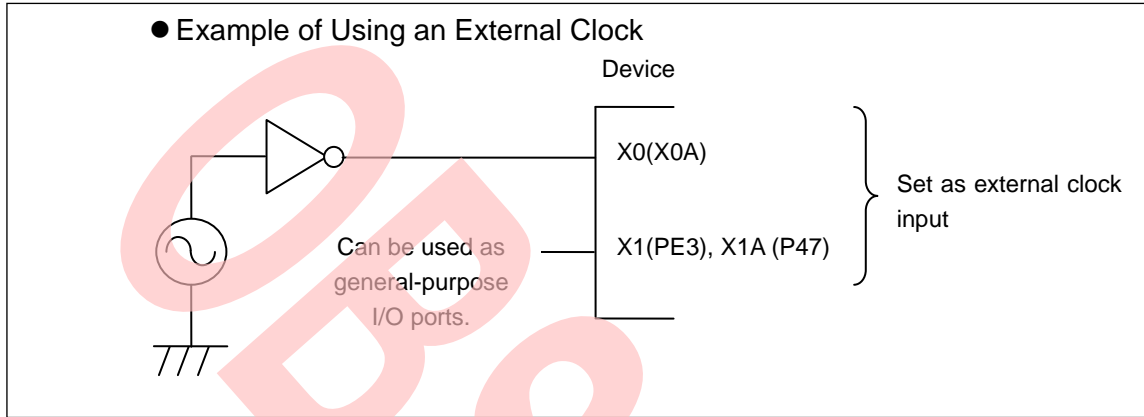 ● Example of Using an External Clock
Device
X0(X0A)
Set as external clock
input
Can be used as
general-purpose
I/O ports.
X1(PE3), X1A (P47)